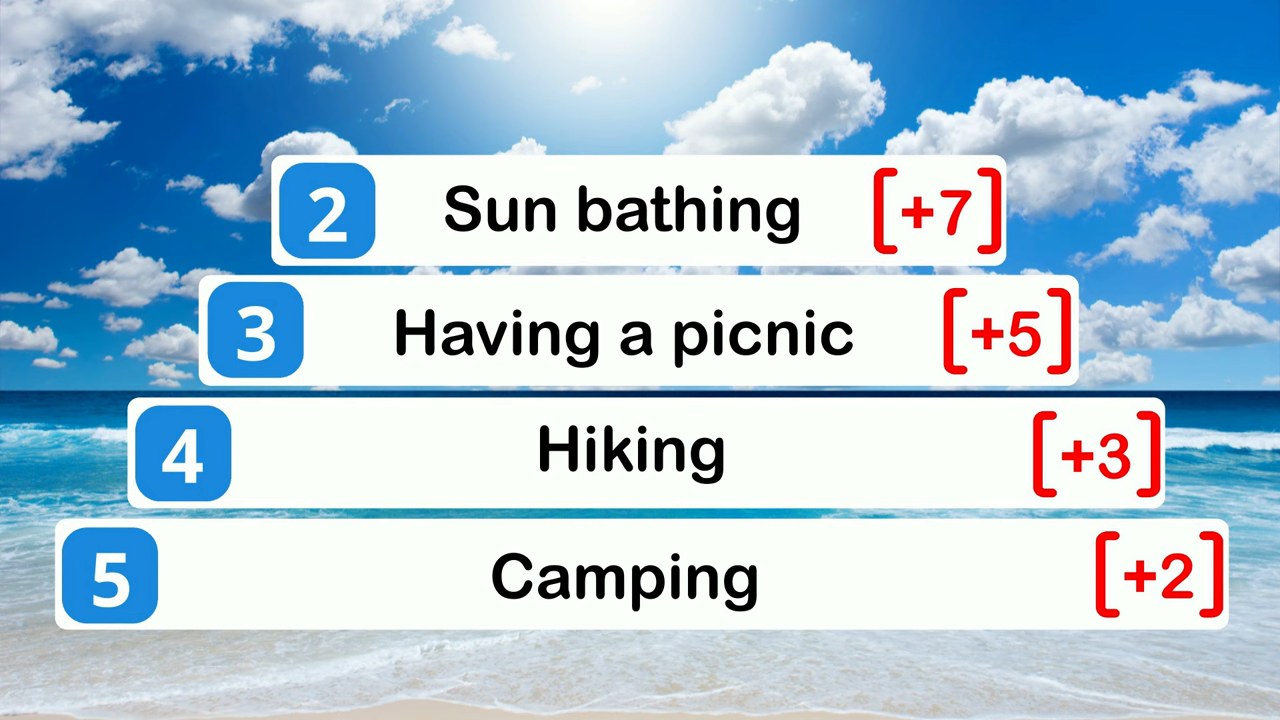 2 Sun bathing [+7]
3 Having a picnic [+5]
4 Hiking [+3]
5 Camping [+2]